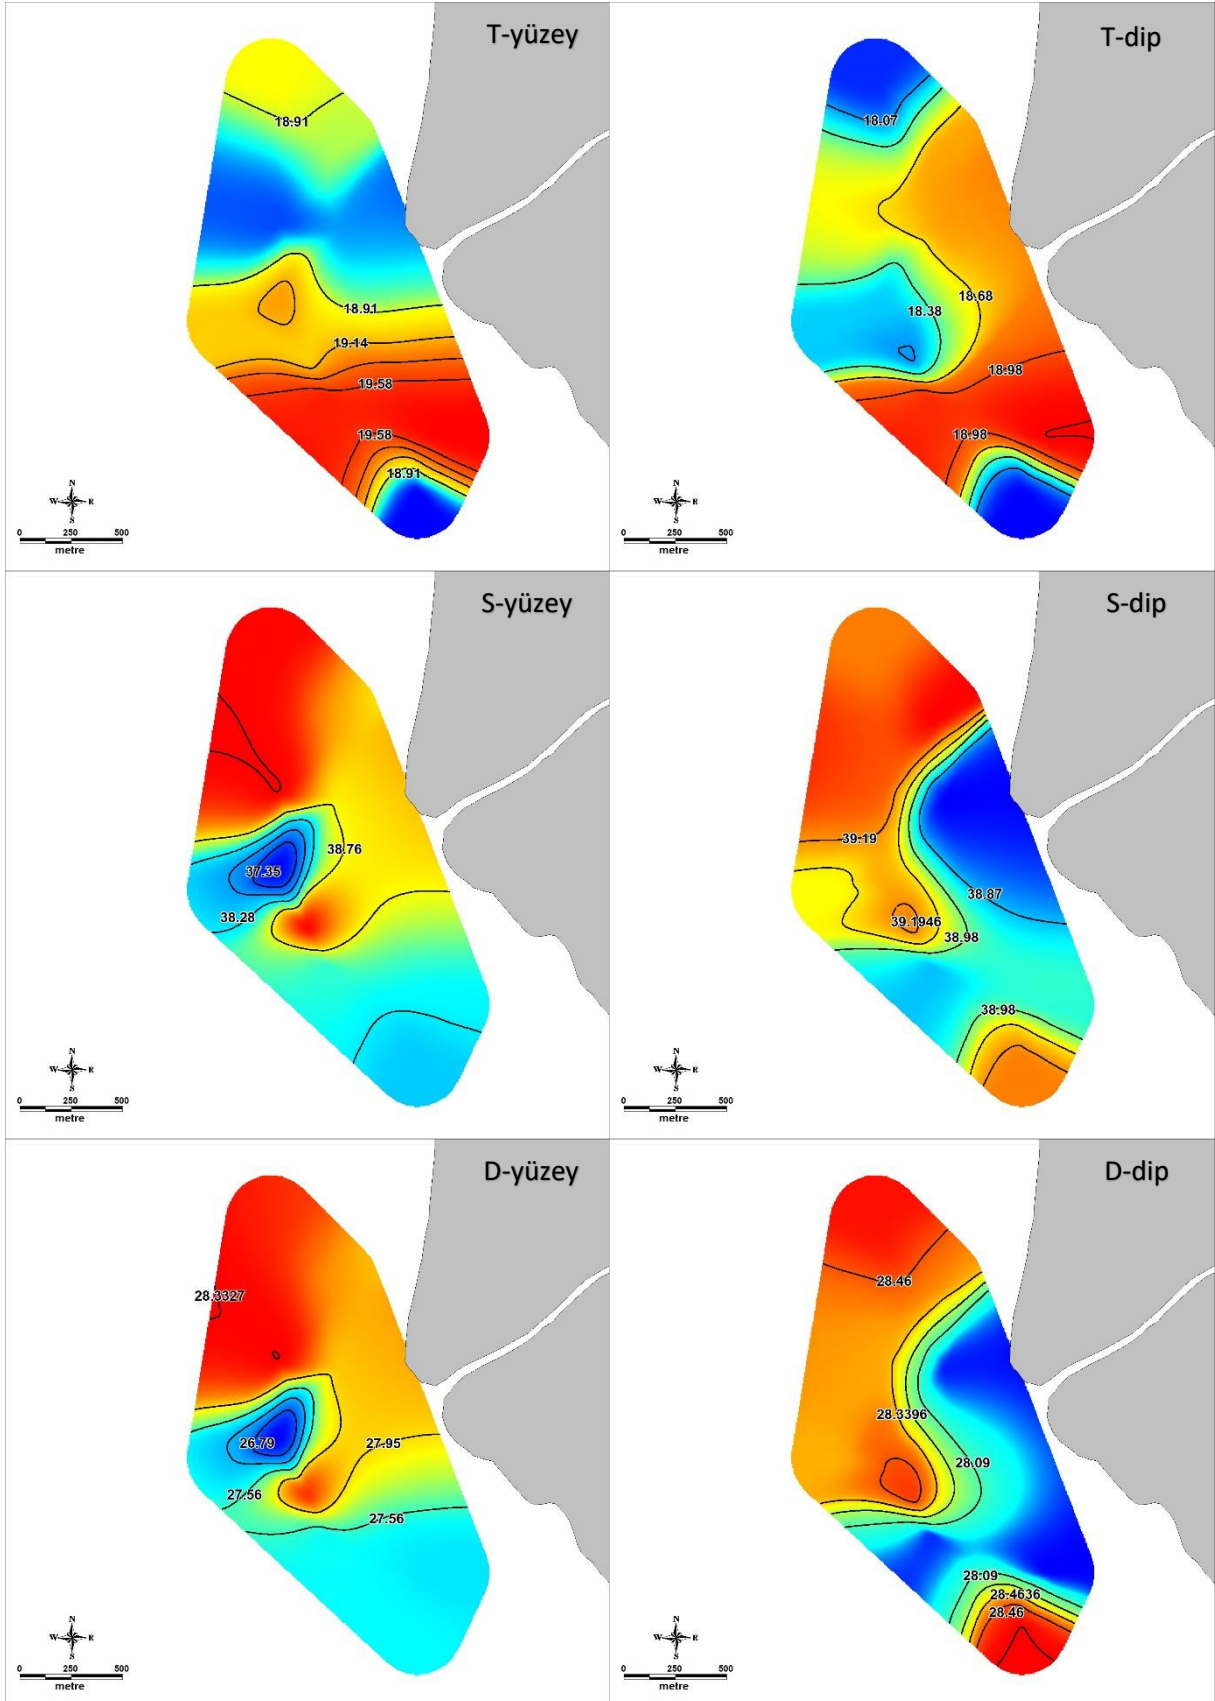 T-yüzey
18.91
18.91
19.14
19.58
19.58
18.91
N
W E
S
0 250 500
metre
T-dip
18.07
18.68
18.38
18.98
18.98
N
W E
S
0 250 500
metre
S-yüzey
38.76
37.35
38.28
N
W E
S
0 250 500
metre
S-dip
39.19
38.87
39.1946
38.98
38.98
N
W E
S
0 250 500
metre
D-yüzey
28.3327
26.79
27.95
27.56
27.56
N
W E
S
0 250 500
metre
D-dip
28.46
28.3396
28.09
28.09
28.4636
28.46
N
W E
S
0 250 500
metre